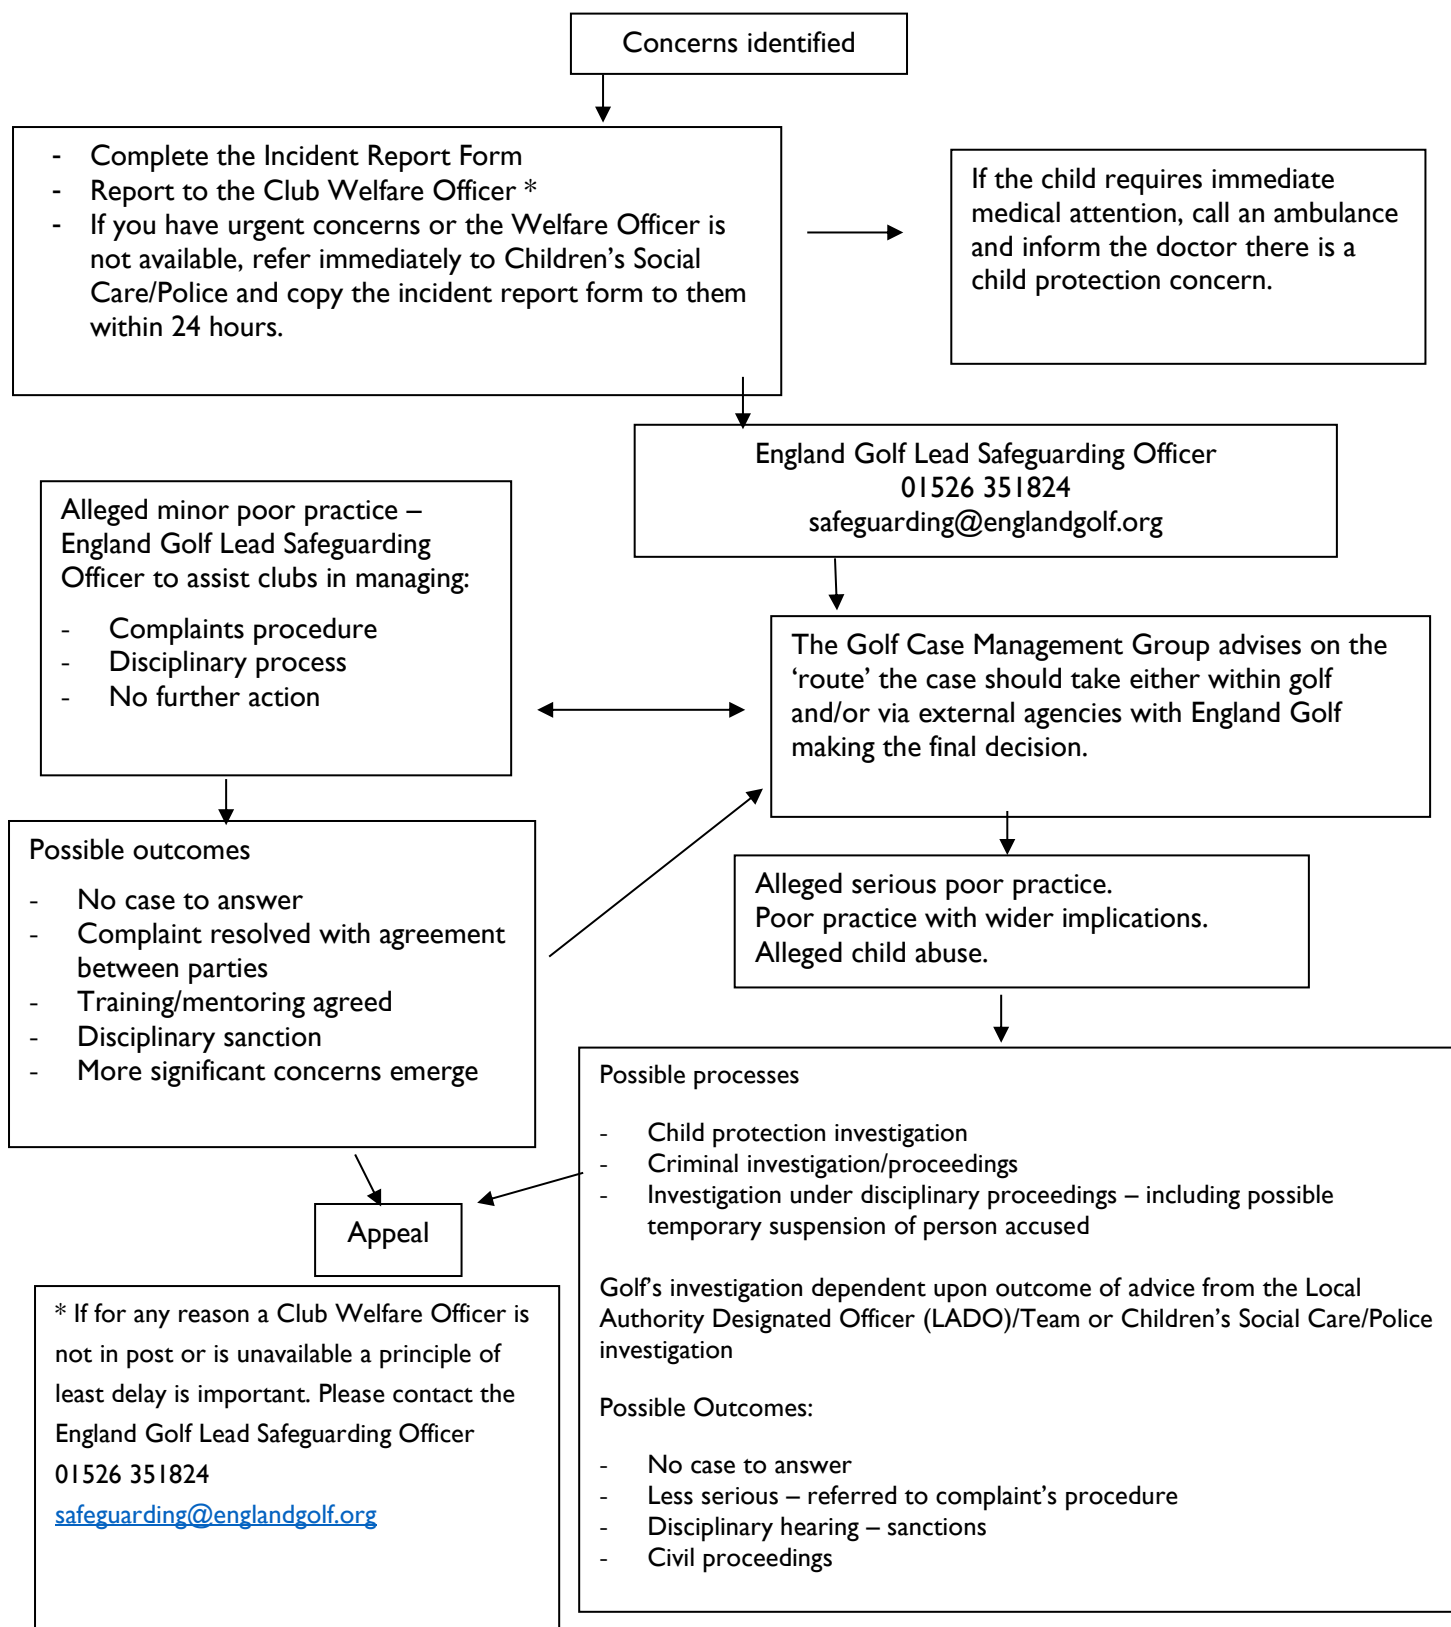 Concerns identified
- Complete the Incident Report Form
- Report to the Club Welfare Officer *
- If you have urgent concerns or the Welfare Officer is
not available, refer immediately to Children’s Social
Care/Police and copy the incident report form to them
within 24 hours.
If the child requires immediate
medical attention, call an ambulance
and inform the doctor there is a
child protection concern.
England Golf Lead Safeguarding Officer
01526 351824
safeguarding@englandgolf.org
Alleged minor poor practice –
England Golf Lead Safeguarding
Officer to assist clubs in managing:
- Complaints procedure
- Disciplinary process
- No further action
The Golf Case Management Group advises on the
‘route’ the case should take either within golf
and/or via external agencies with England Golf
making the final decision.
Possible outcomes
- No case to answer
- Complaint resolved with agreement
between parties
- Training/mentoring agreed
- Disciplinary sanction
- More significant concerns emerge
Alleged serious poor practice.
Poor practice with wider implications.
Alleged child abuse.
Possible processes
- Child protection investigation
- Criminal investigation/proceedings
- Investigation under disciplinary proceedings – including possible
temporary suspension of person accused
Golf’s investigation dependent upon outcome of advice from the Local
Authority Designated Officer (LADO)/Team or Children’s Social Care/Police
investigation
Possible Outcomes:
- No case to answer
- Less serious – referred to complaint’s procedure
- Disciplinary hearing – sanctions
- Civil proceedings
Appeal
* If for any reason a Club Welfare Officer is
not in post or is unavailable a principle of
least delay is important. Please contact the
England Golf Lead Safeguarding Officer
01526 351824
safeguarding@englandgolf.org